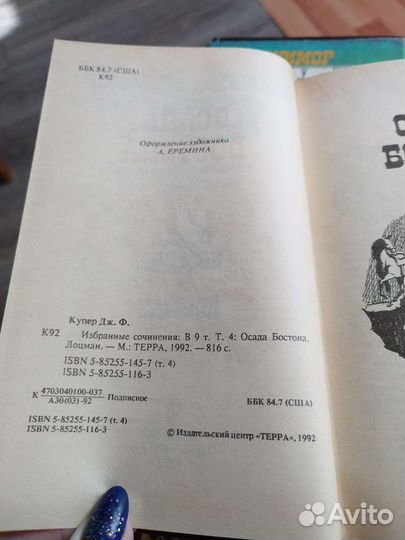 ББК 84.7 (США)
К92
Оформление художника
А. ЕРЕМИНА
Купер Дж. Ф.
К92 Избранные сочинения: В 9 т. Т. 4: Осада Бостона.
Лоцман. — М.: ТЕРРА, 1992. — 816 с.
ISBN 5-85255-145-7 (т. 4)
ISBN 5-85255-116-3
К 4703040100-037
А30(03)-92 Подписное
ББК 84.7 (США)
ISBN 5-85255-145-7 (т. 4)
ISBN 5-85255-116-3
© Издательский центр «ТЕРРА», 1992
Avito